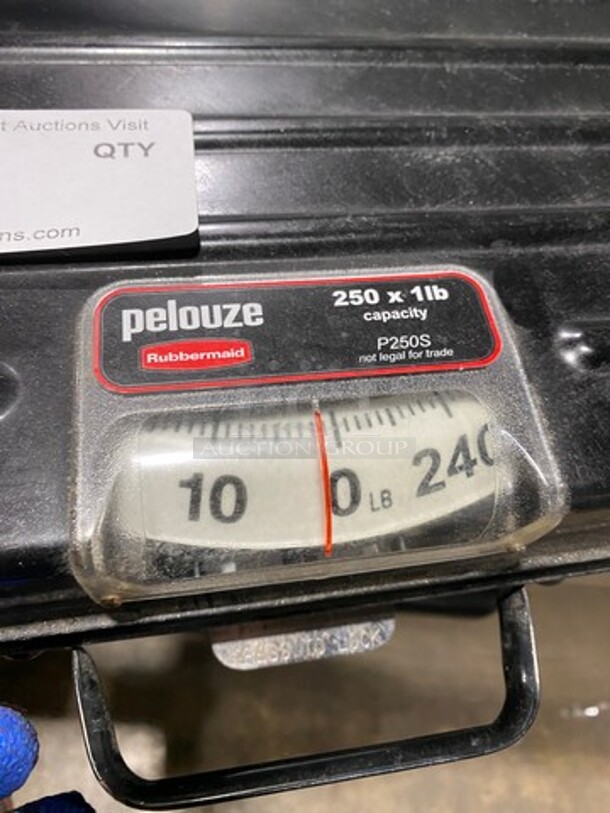 t Auctions Visit
QTY
ns.com
pelouze
Rubbermaid
250 x 1lb
capacity
P250S
not legal for trade
AUCTION GROUP
10 0 LB 240